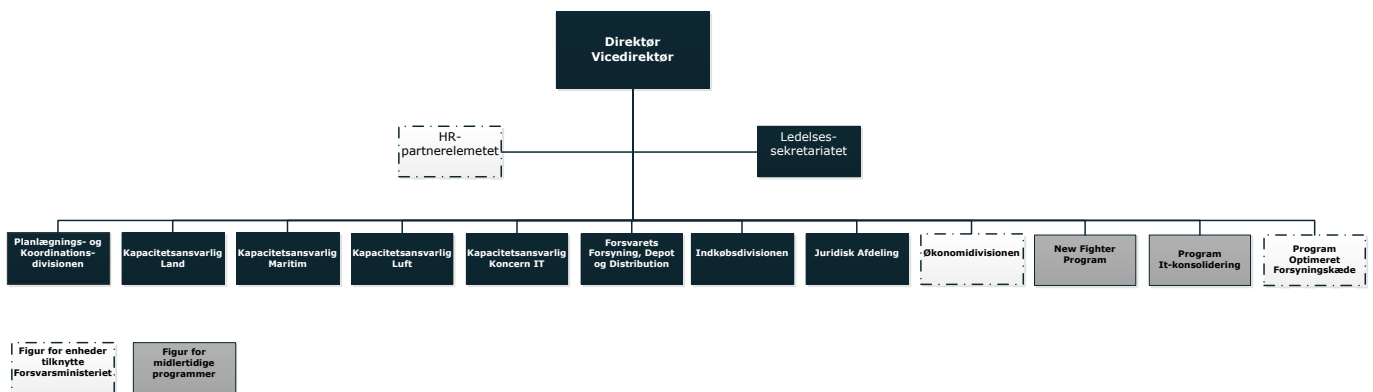 Direktør
Vicedirektør
HR-
partnerelemetet
Ledelses-
sekretariatet
Planlægnings- og
Koordinations-
divisionen
Kapacitetsansvarlig
Land
Kapacitetsansvarlig
Maritim
Kapacitetsansvarlig
Luft
Kapacitetsansvarlig
Koncern IT
Forsvarets
Forsyning, Depot
og Distribution
Indkøbsdivisionen
Juridisk Afdeling
Økonomidivisionen
New Fighter
Program
Program
It-konsolidering
Program
Optimeret
Forsyningskæde
Figur for enheder
tilknytte
Forsvarsministeriet
Figur for
midlertidige
programmer